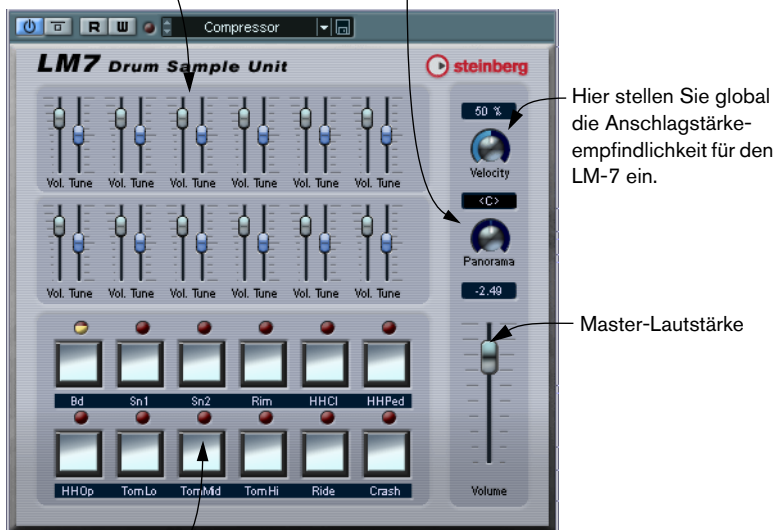 R W Compressor
LM7 Drum Sample Unit steinberg
50 %
Velocity
Hier stellen Sie global
die Anschlagstärke-
empfindlichkeit für den
LM-7 ein.
Vol. Tune Vol. Tune Vol. Tune Vol. Tune Vol. Tune Vol. Tune
<C>
Panorama
Vol. Tune Vol. Tune Vol. Tune Vol. Tune Vol. Tune Vol. Tune
-2.49
Master-Lautstärke
Bd Sn1 Sn2 Rim HHCl HHPed
HHOp TomLo TomMid TomHi Ride Crash
Volume